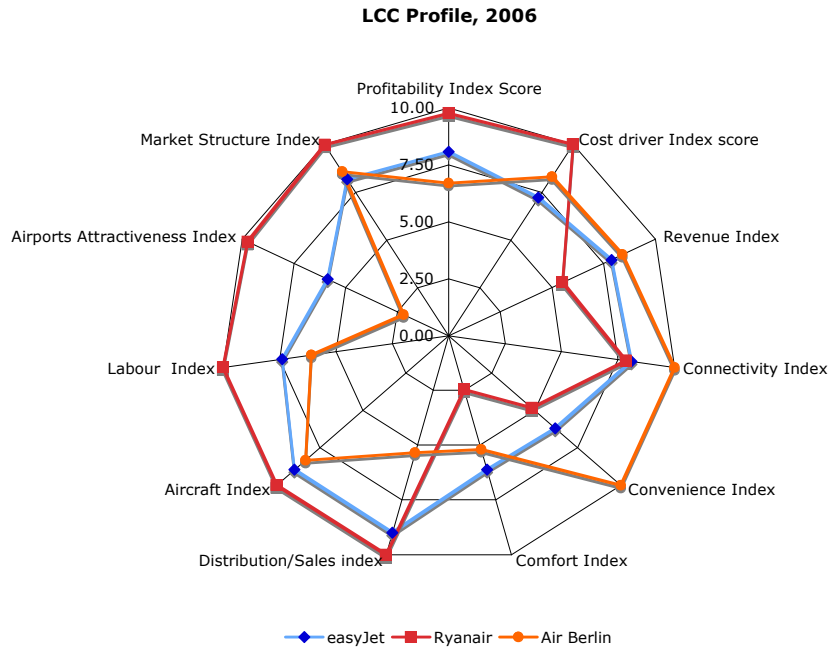 LCC Profile, 2006
Profitability Index Score
10.00
Market Structure Index
Cost driver Index score
7.50
Airports Attractiveness Index
Revenue Index
5.00
2.50
0.00
Labour  Index
Connectivity Index
Aircraft Index
Convenience Index
Distribution/Sales index
Comfort Index
easyJet
Ryanair
Air Berlin